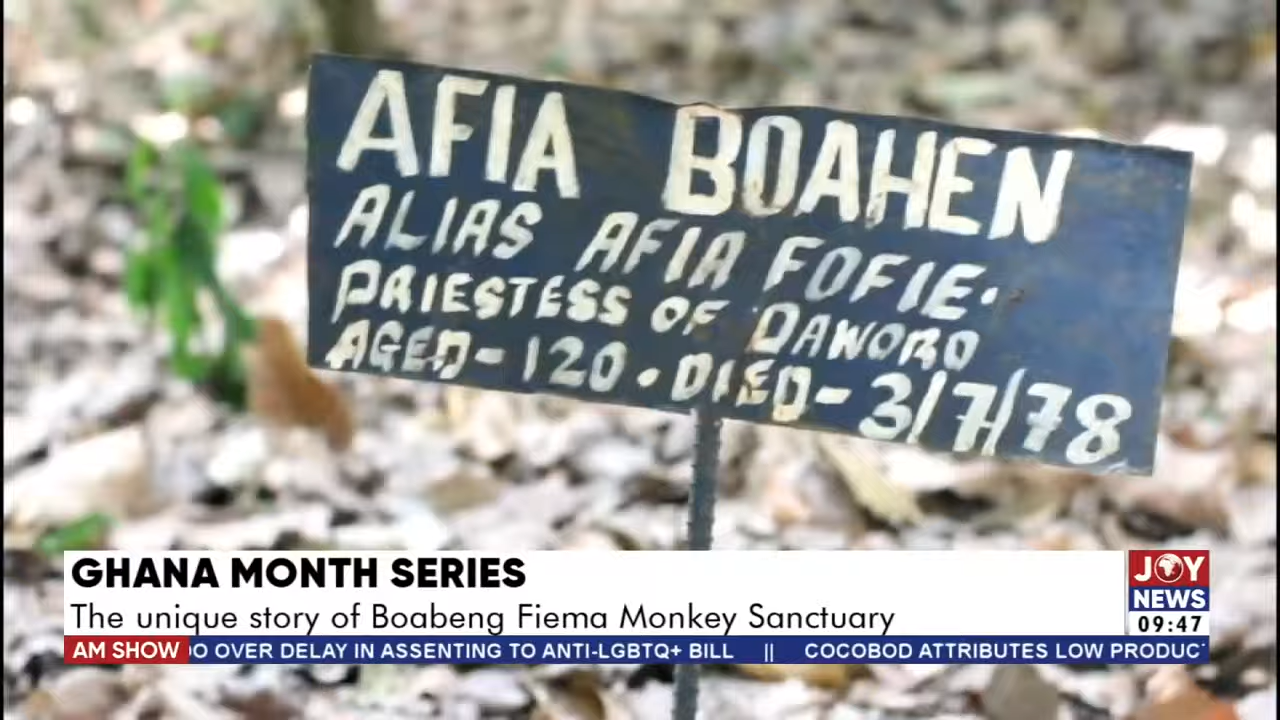 AFIA BOAHEN
ALIAS AFIA FOFIE.
PRIESTESS OF DAWORO
AGED-120. DIED-3/7/78
GHANA MONTH SERIES
The unique story of Boabeng Fiema Monkey Sanctuary
JOY
NEWS
09:47
AM SHOW
OVER DELAY IN ASSENTING TO ANTI-LGBTQ+ BILL || COCOBOD ATTRIBUTES LOW